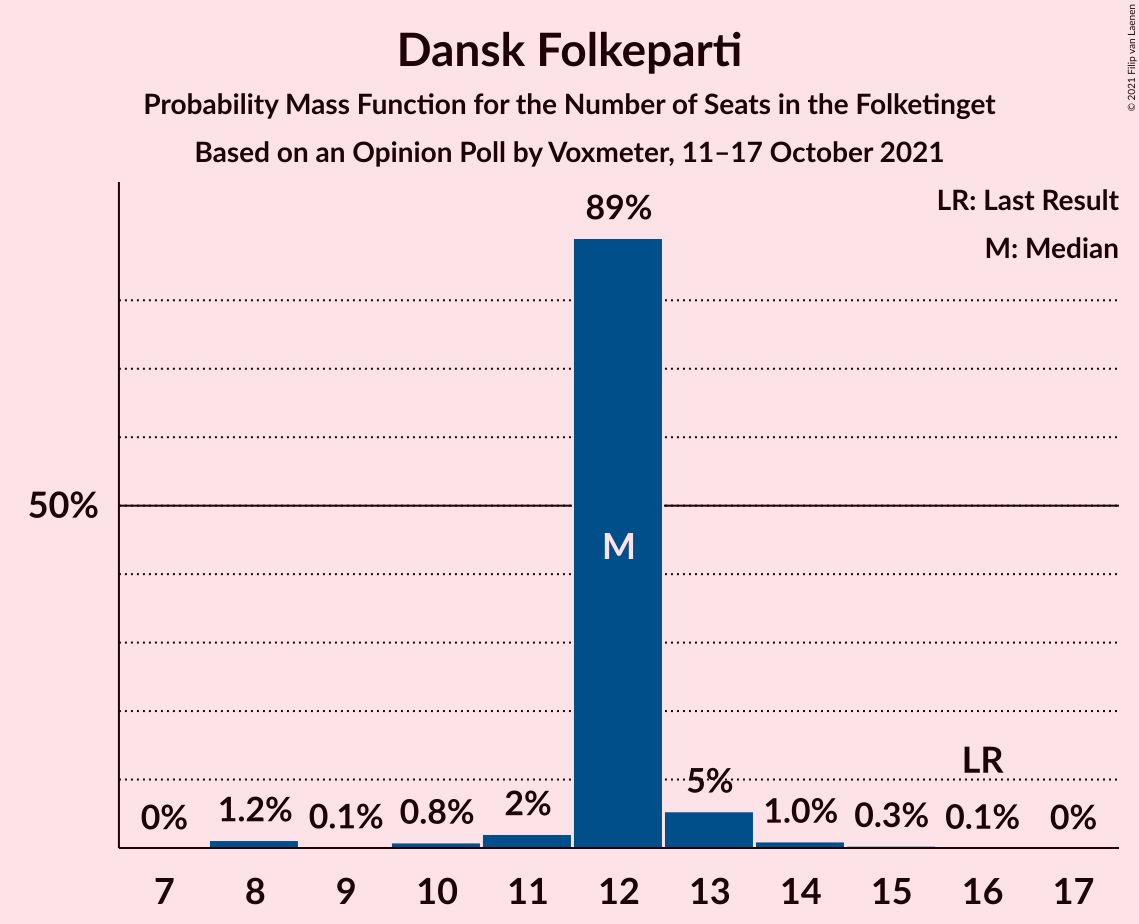 Dansk Folkeparti
Probability Mass Function for the Number of Seats in the Folketinget
Based on an Opinion Poll by Voxmeter, 11–17 October 2021
© 2021 Filip van Laenen
LR: Last Result
M: Median
89%
50%
M
LR
0%
1.2%
0.1%
0.8%
2%
5%
1.0%
0.3%
0.1%
0%
7 8 9 10 11 12 13 14 15 16 17